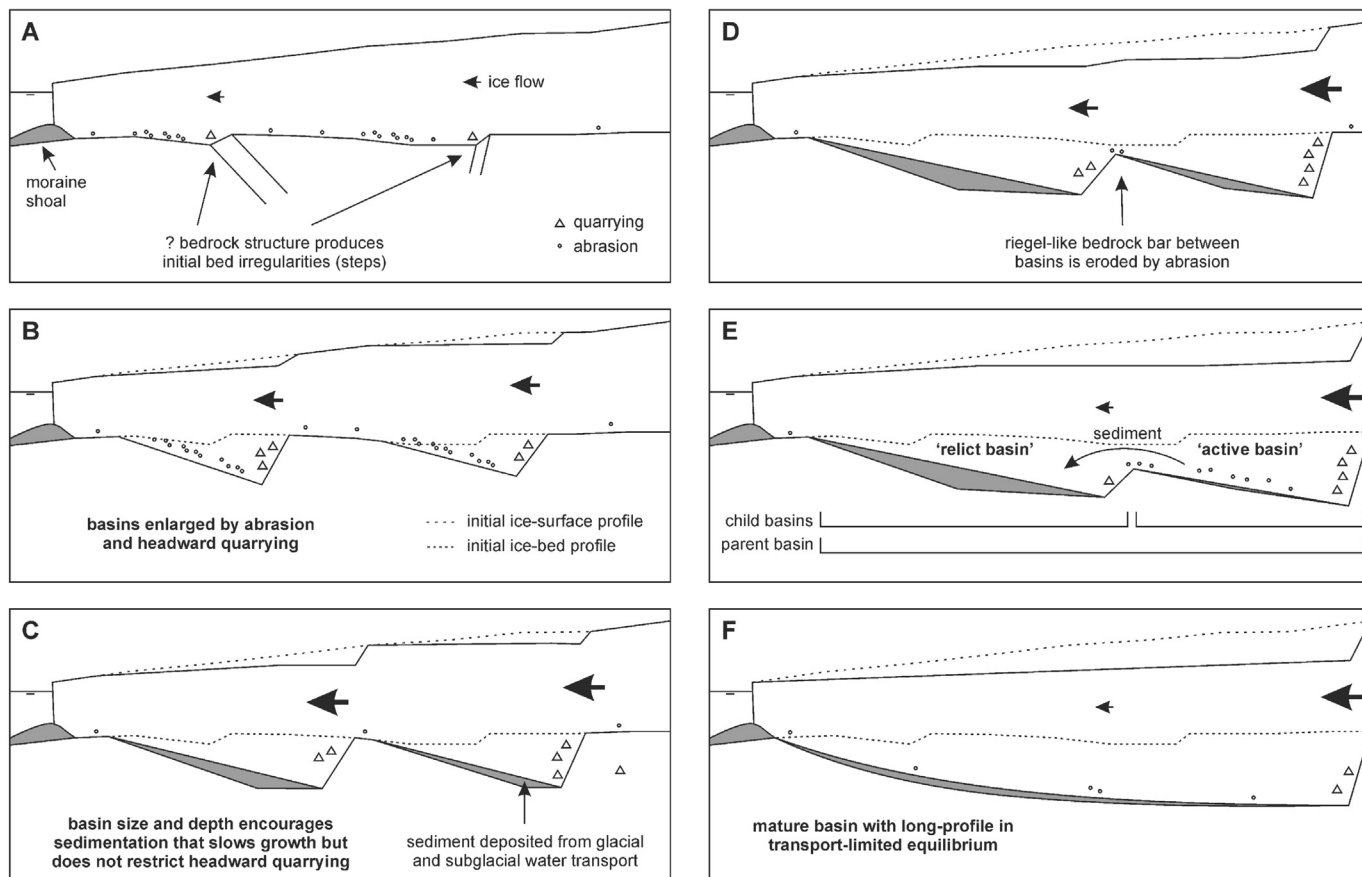 A
ice flow
moraine
shoal
? bedrock structure produces
initial bed irregularities (steps)
quarrying
abrasion
B
basins enlarged by abrasion
and headward quarrying
initial ice-surface profile
initial ice-bed profile
C
basin size and depth encourages
sedimentation that slows growth but
does not restrict headward quarrying
sediment deposited from glacial
and subglacial water transport
D
riegel-like bedrock bar between
basins is eroded by abrasion
E
sediment
'relict basin'
'active basin'
child basins
parent basin
F
mature basin with long-profile in
transport-limited equilibrium